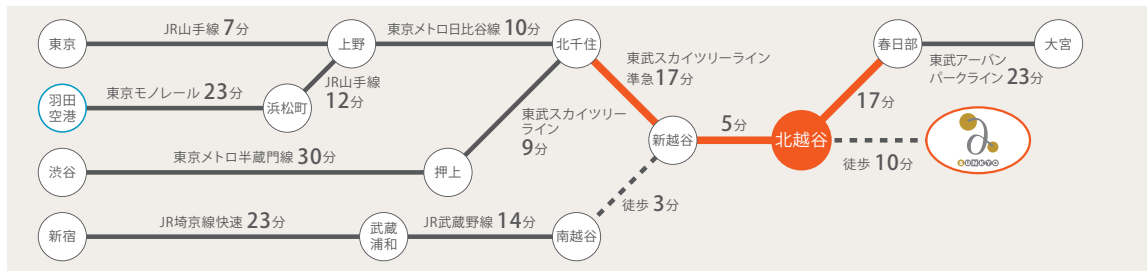 東京
JR山手線 7分
上野
東京メトロ日比谷線 10分
北千住
東武スカイツリーライン
準急17分
春日部
東武アーバン
パークライン 23分
大宮
羽田
空港
東京モノレール 23分
浜松町
JR山手線
12分
東武スカイツリー
ライン
9分
新越谷
5分
北越谷
17分
徒歩 10分
BUNKYO
渋谷
東京メトロ半蔵門線 30分
押上
新宿
JR埼京線快速 23分
武蔵
浦和
JR武蔵野線 14分
南越谷
徒歩 3分